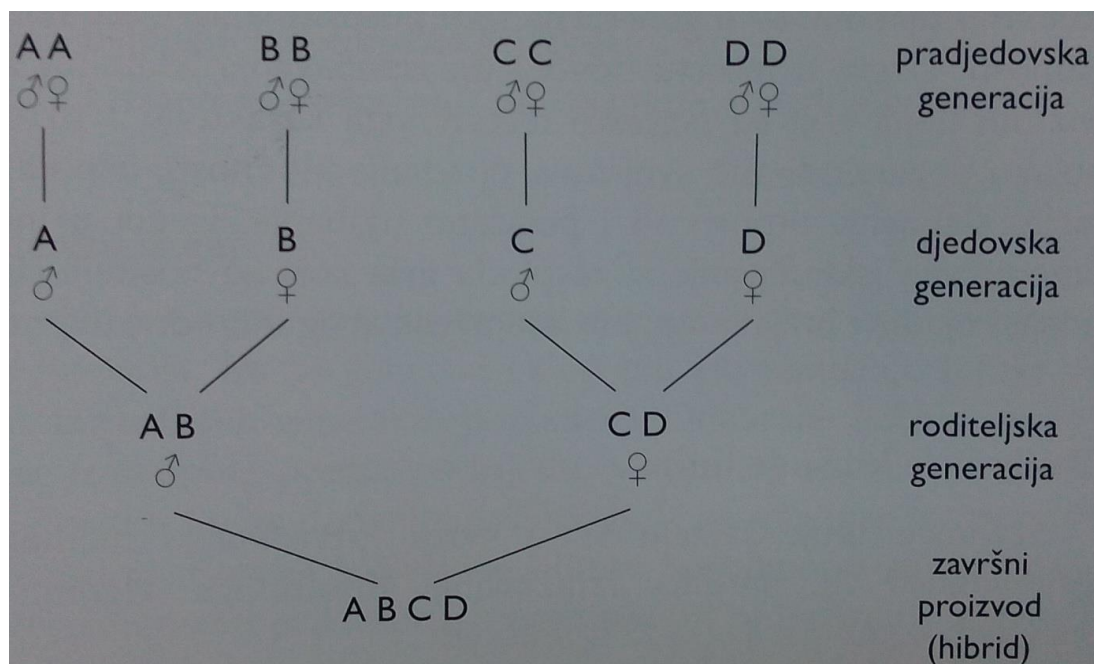 A A B B C C D D pradjedovska
♂♀ ♂♀ ♂♀ ♂♀ generacija
A B C D djedovska
♂ ♀ ♂ ♀ generacija
A B C D roditeljska
♂ ♀ generacija
A B C D završni
proizvod
(hibrid)